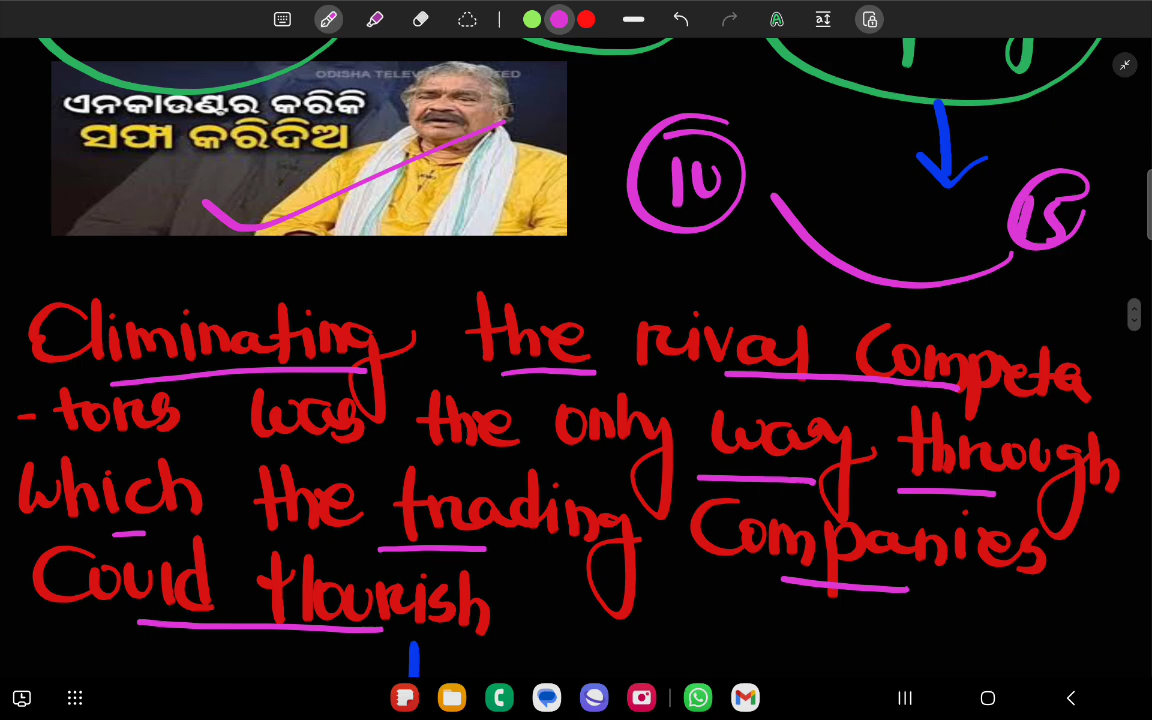 ODISHA TELEVISION LIMITED
ଏନକାଉଣ୍ଟର କରିକି
ସଫା କରିଦିଅ
10
15
Eliminating the rival Competa
-tors was the only way through
which the trading Companies
Could flourish